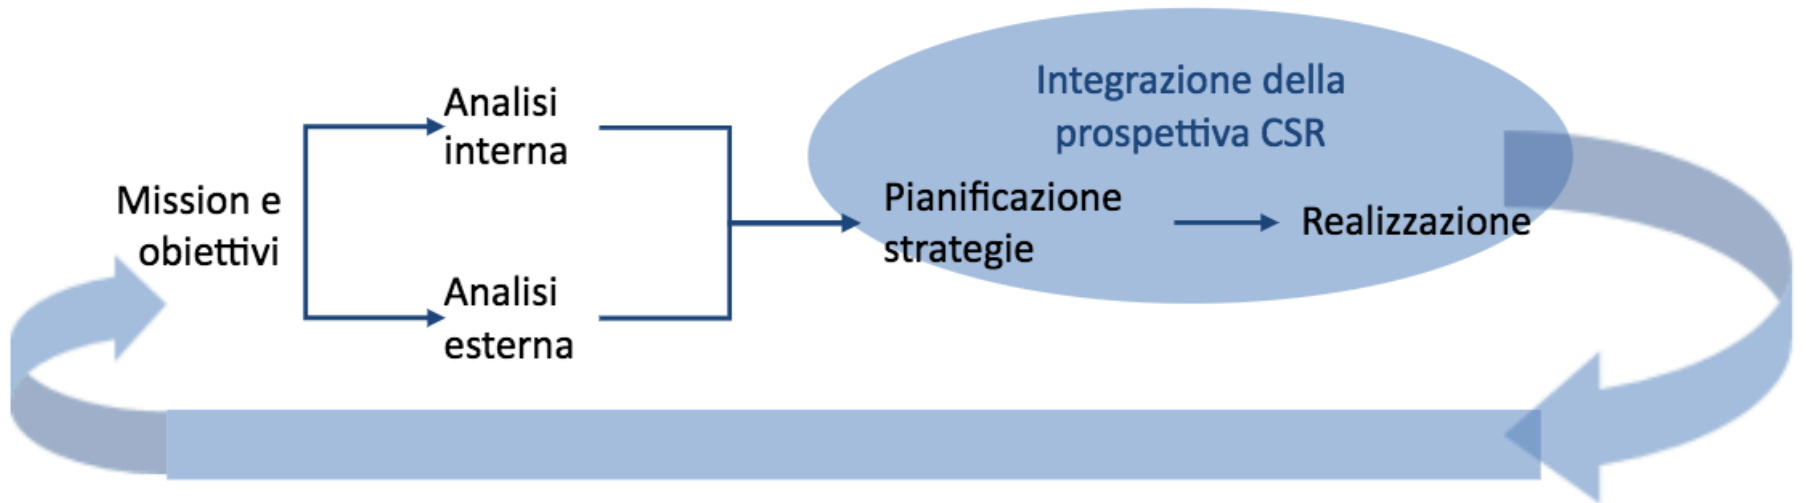 Mission e
obiettivi
Analisi
interna
Analisi
esterna
Integrazione della
prospettiva CSR
Pianificazione
strategie
Realizzazione